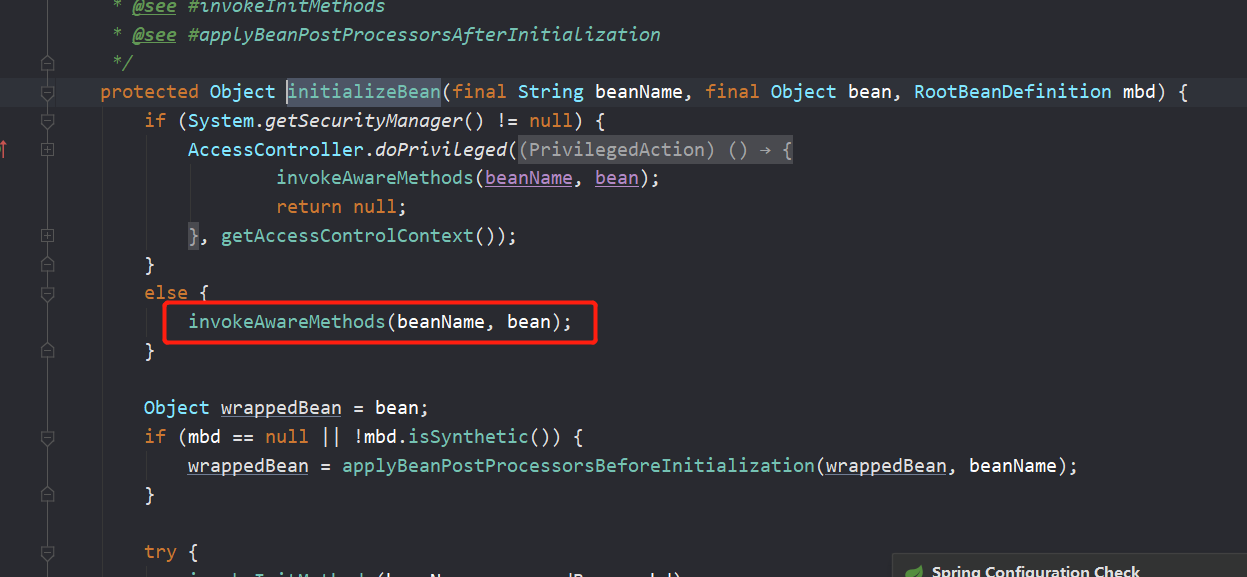 * @see #invokeInitMethods
* @see #applyBeanPostProcessorsAfterInitialization
*/
protected Object initializeBean(final String beanName, final Object bean, RootBeanDefinition mbd) {
if (System.getSecurityManager() != null) {
AccessController.doPrivileged((PrivilegedAction) () → {
invokeAwareMethods(beanName, bean);
return null;
}, getAccessControlContext());
}
else {
invokeAwareMethods(beanName, bean);
}
Object wrappedBean = bean;
if (mbd == null || !mbd.isSynthetic()) {
wrappedBean = applyBeanPostProcessorsBeforeInitialization(wrappedBean, beanName);
}
try {
Spring Configuration Check